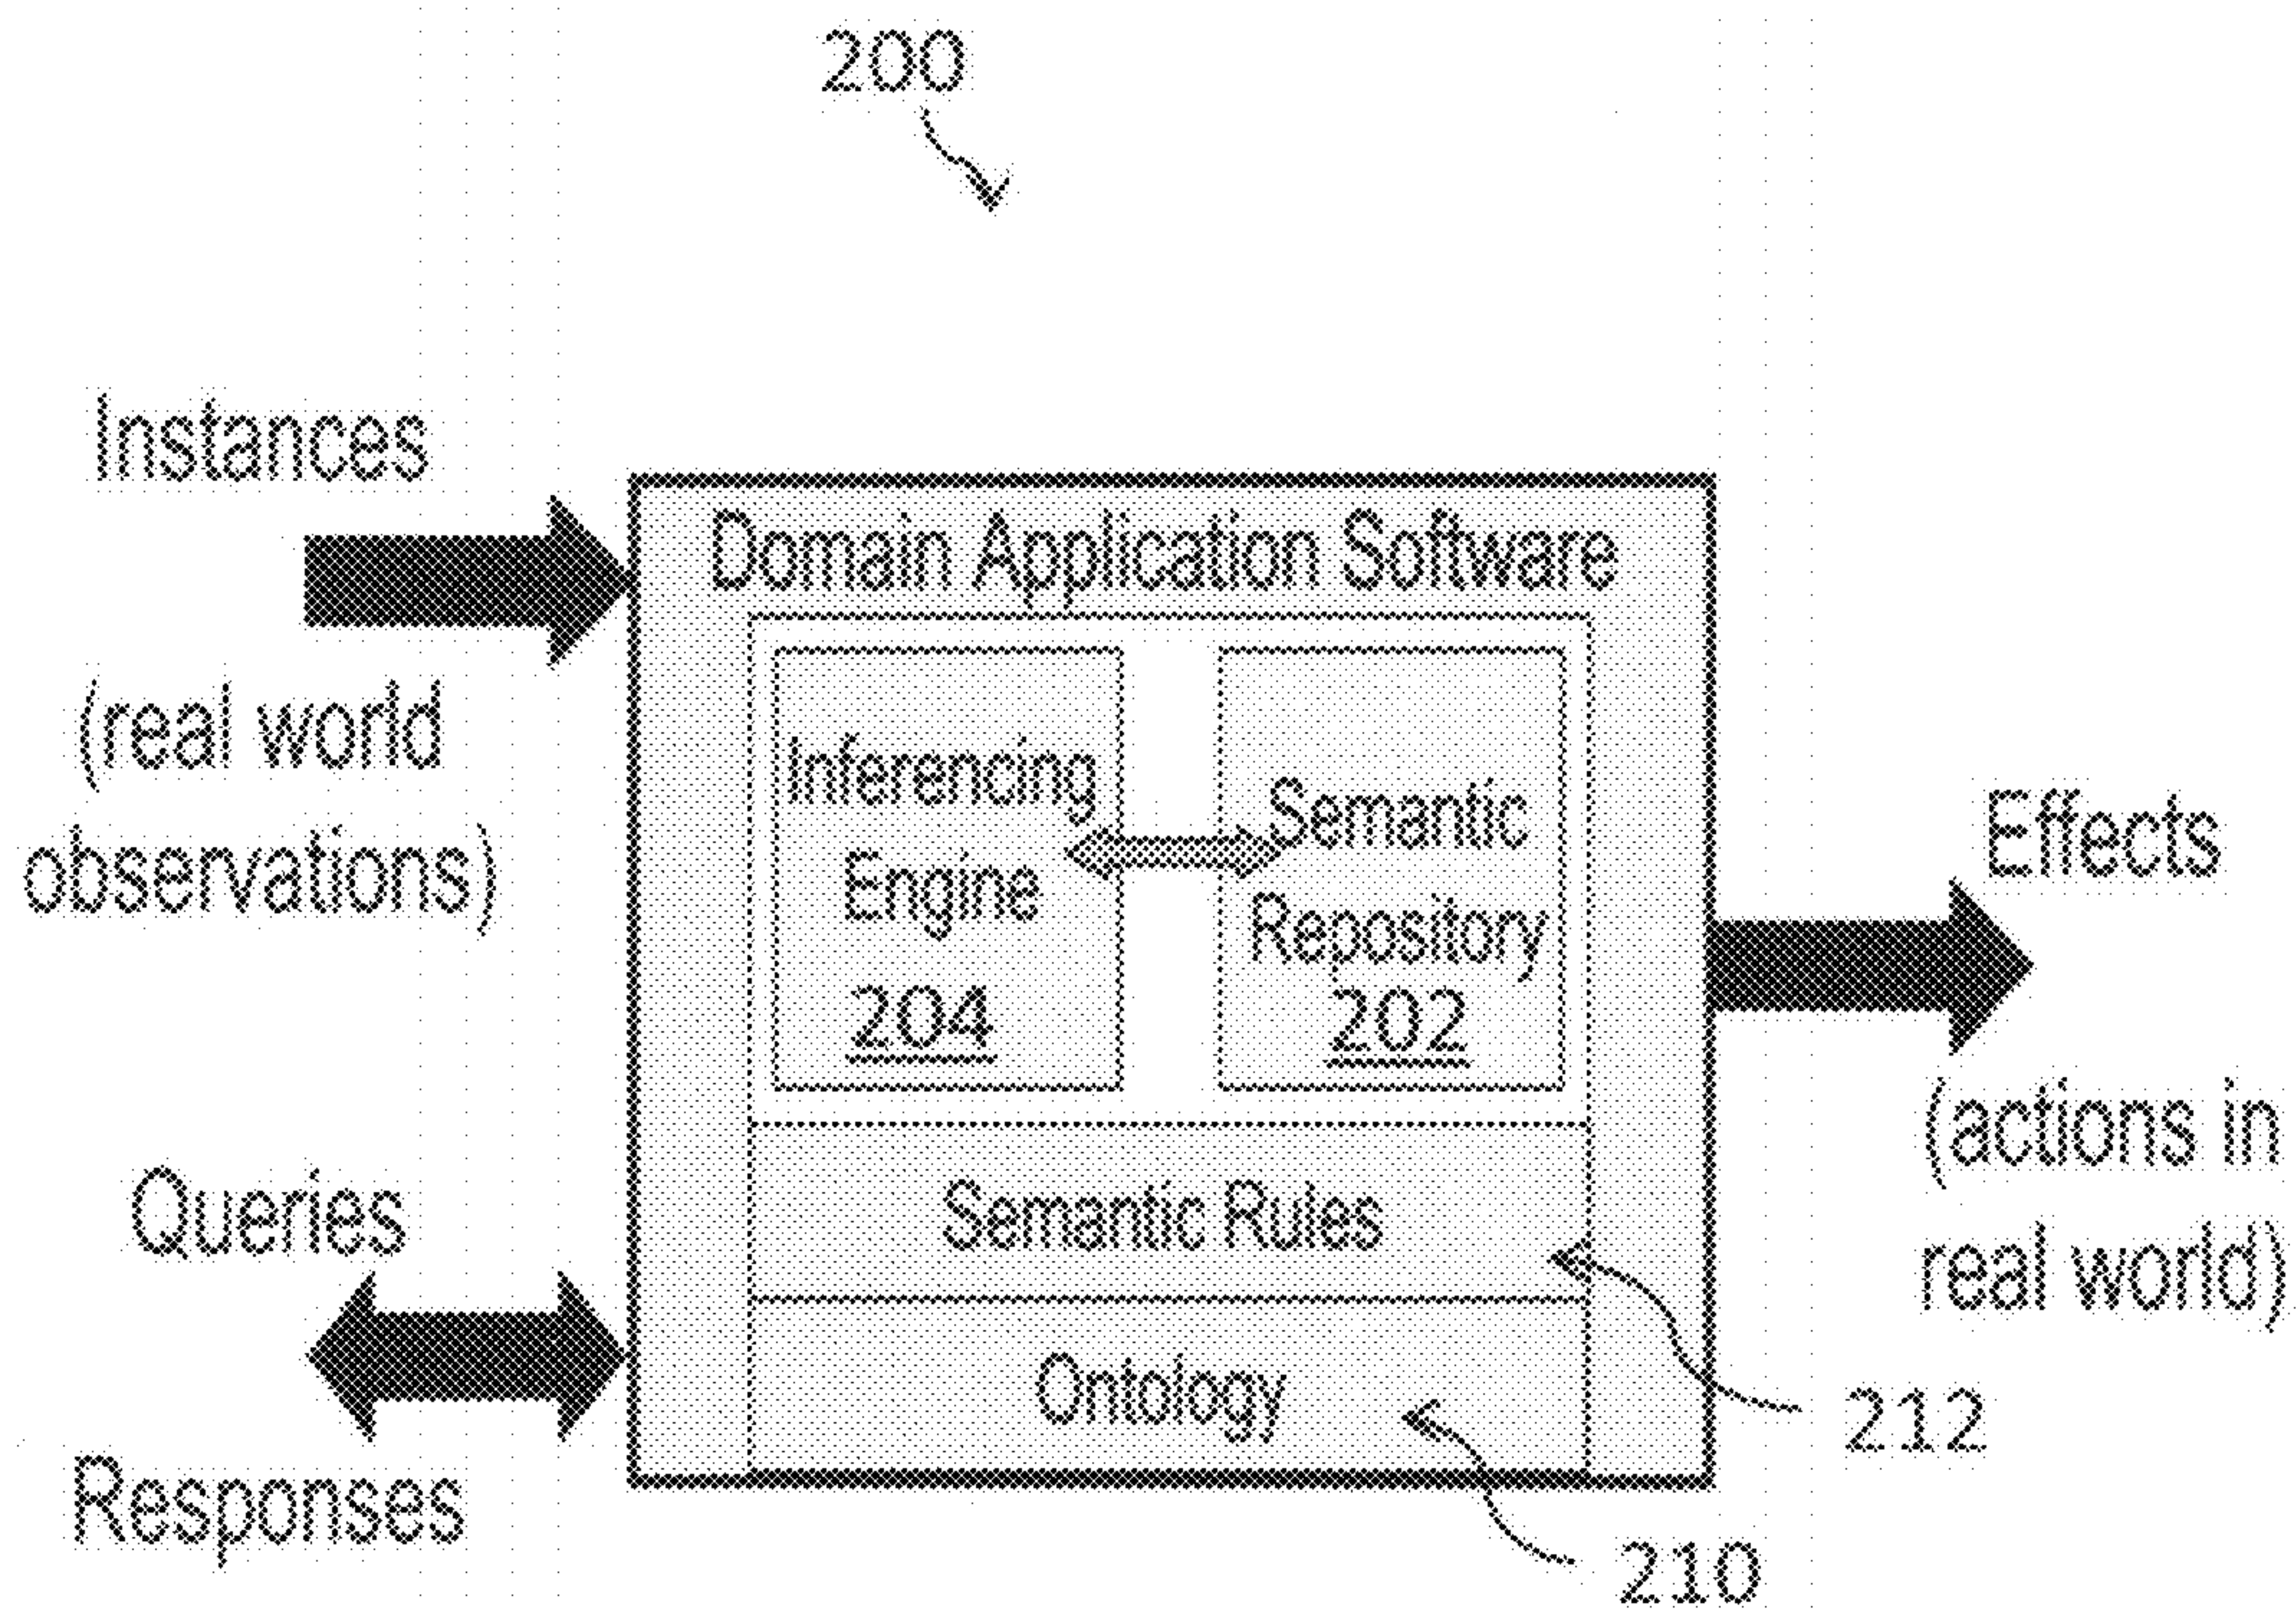 200
Instances
(real world
observations)
Queries
Responses
Domain Application Software
Inferencing
Engine
204
Semantic
Repository
202
Semantic Rules
Ontology
Effects
(actions in
real world)
212
210